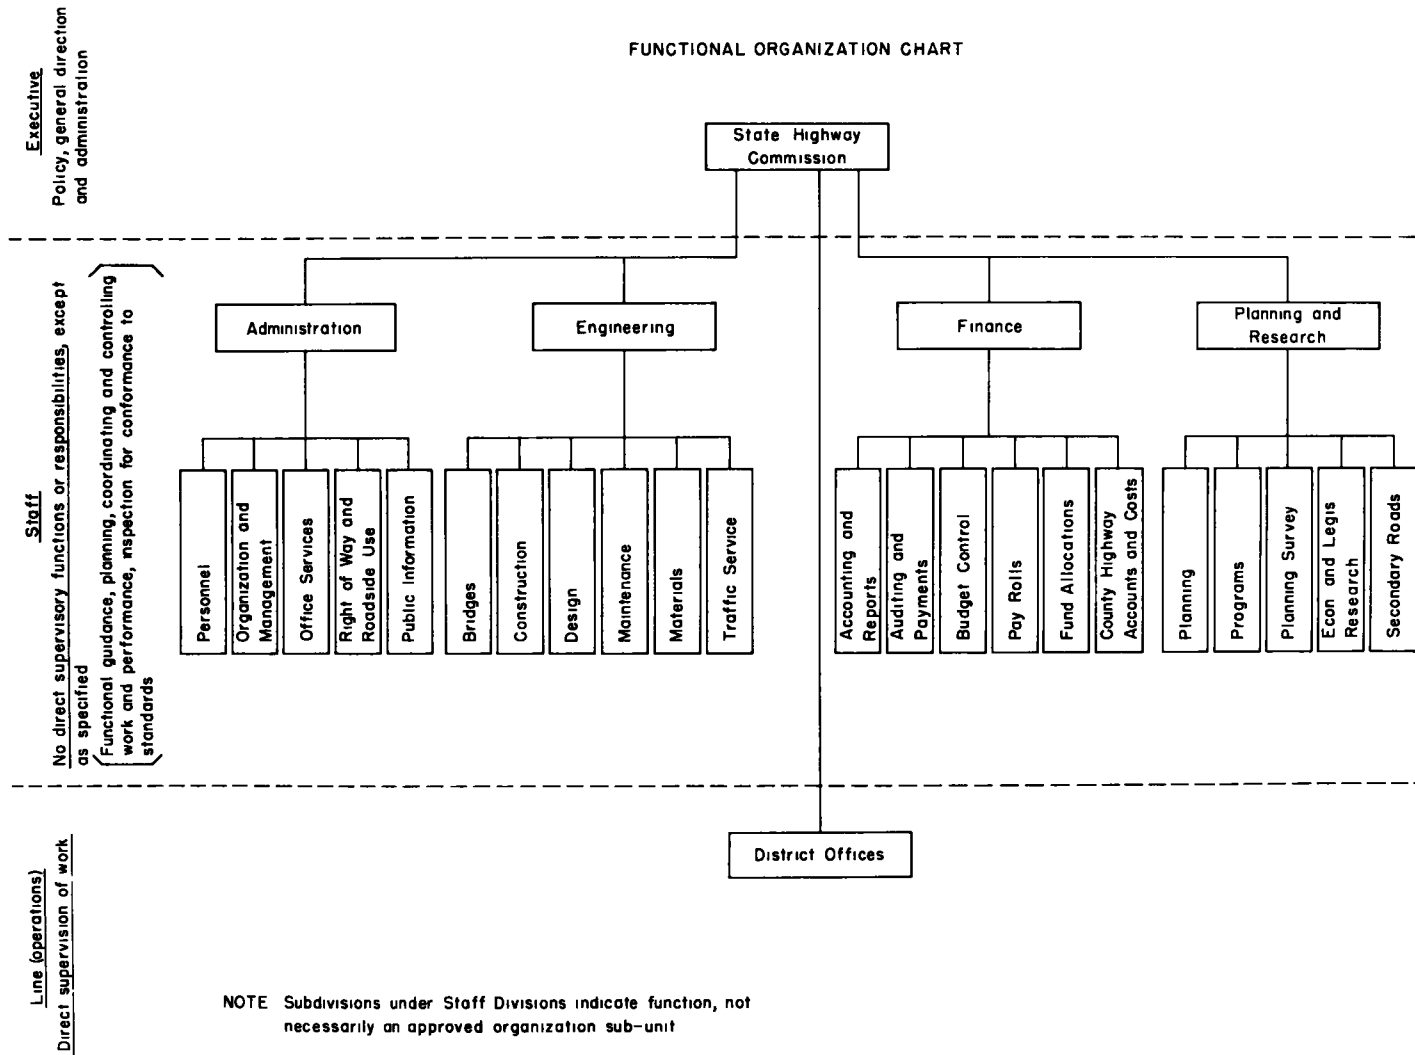 FUNCTIONAL ORGANIZATION CHART
Executive
Policy, general direction
and administration
State Highway
Commission
Staff
No direct supervisory functions or responsibilities, except
as specified
Functional guidance, planning, coordinating and controlling
work and performance, inspection for conformance to
standards
Administration
Engineering
Finance
Planning and
Research
Personnel
Organization and
Management
Office Services
Right of Way and
Roadside Use
Public Information
Bridges
Construction
Design
Maintenance
Materials
Traffic Service
Accounting and
Reports
Auditing and
Payments
Budget Control
Pay Rolls
Fund Allocations
County Highway
Accounts and Costs
Planning
Programs
Planning Survey
Econ and Legis
Research
Secondary Roads
Line (operations)
Direct supervision of work
District Offices
NOTE Subdivisions under Staff Divisions indicate function, not
necessarily an approved organization sub-unit